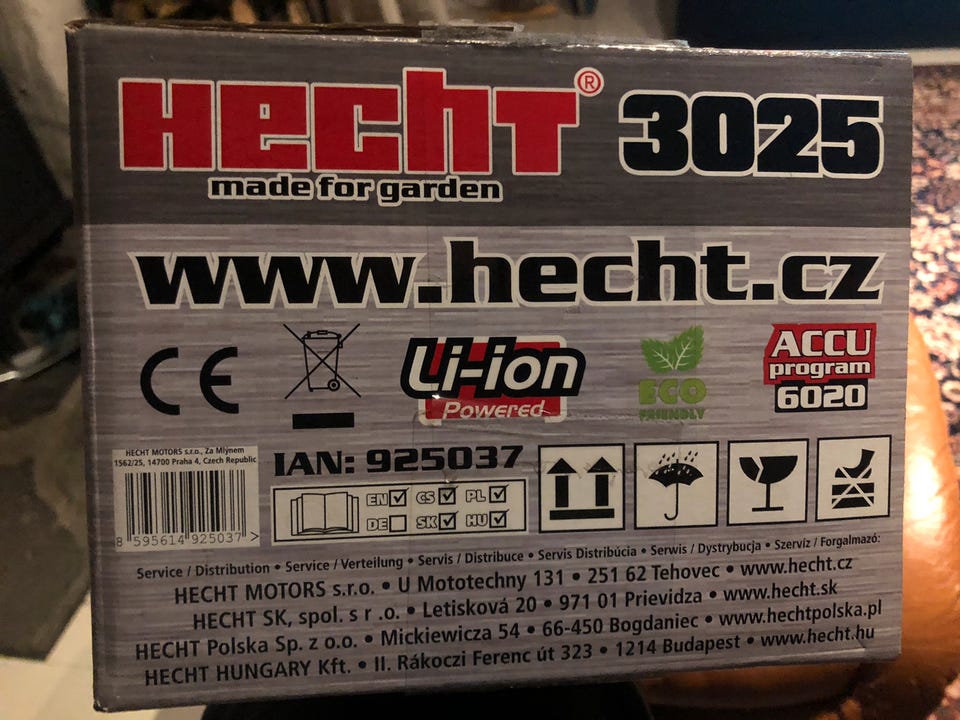 Hecht® 3025
made for garden
www.hecht.cz
CE
Li-ion
Powered
ECO
FRIENDLY
ACCU
program
6020
HECHT MOTORS s.r.o., Za Mlýnem
1562/25, 14700 Praha 4, Czech Republic
8 595614 925037 >
IAN: 925037
EN CS PL
DE SK HU
Service / Distribution • Service / Verteilung • Servis / Distribuce • Servis Distribúcia • Serwis / Dystrybucja • Szervíz / Forgalmazó:
HECHT MOTORS s.r.o. • U Mototechny 131 • 251 62 Tehovec • www.hecht.cz
HECHT SK, spol. s r .o. • Letisková 20 • 971 01 Prievidza • www.hecht.sk
HECHT Polska Sp. z o.o. • Mickiewicza 54 • 66-450 Bogdaniec • www.hechtpolska.pl
HECHT HUNGARY Kft. • II. Rákoczi Ferenc út 323 • 1214 Budapest • www.hecht.hu